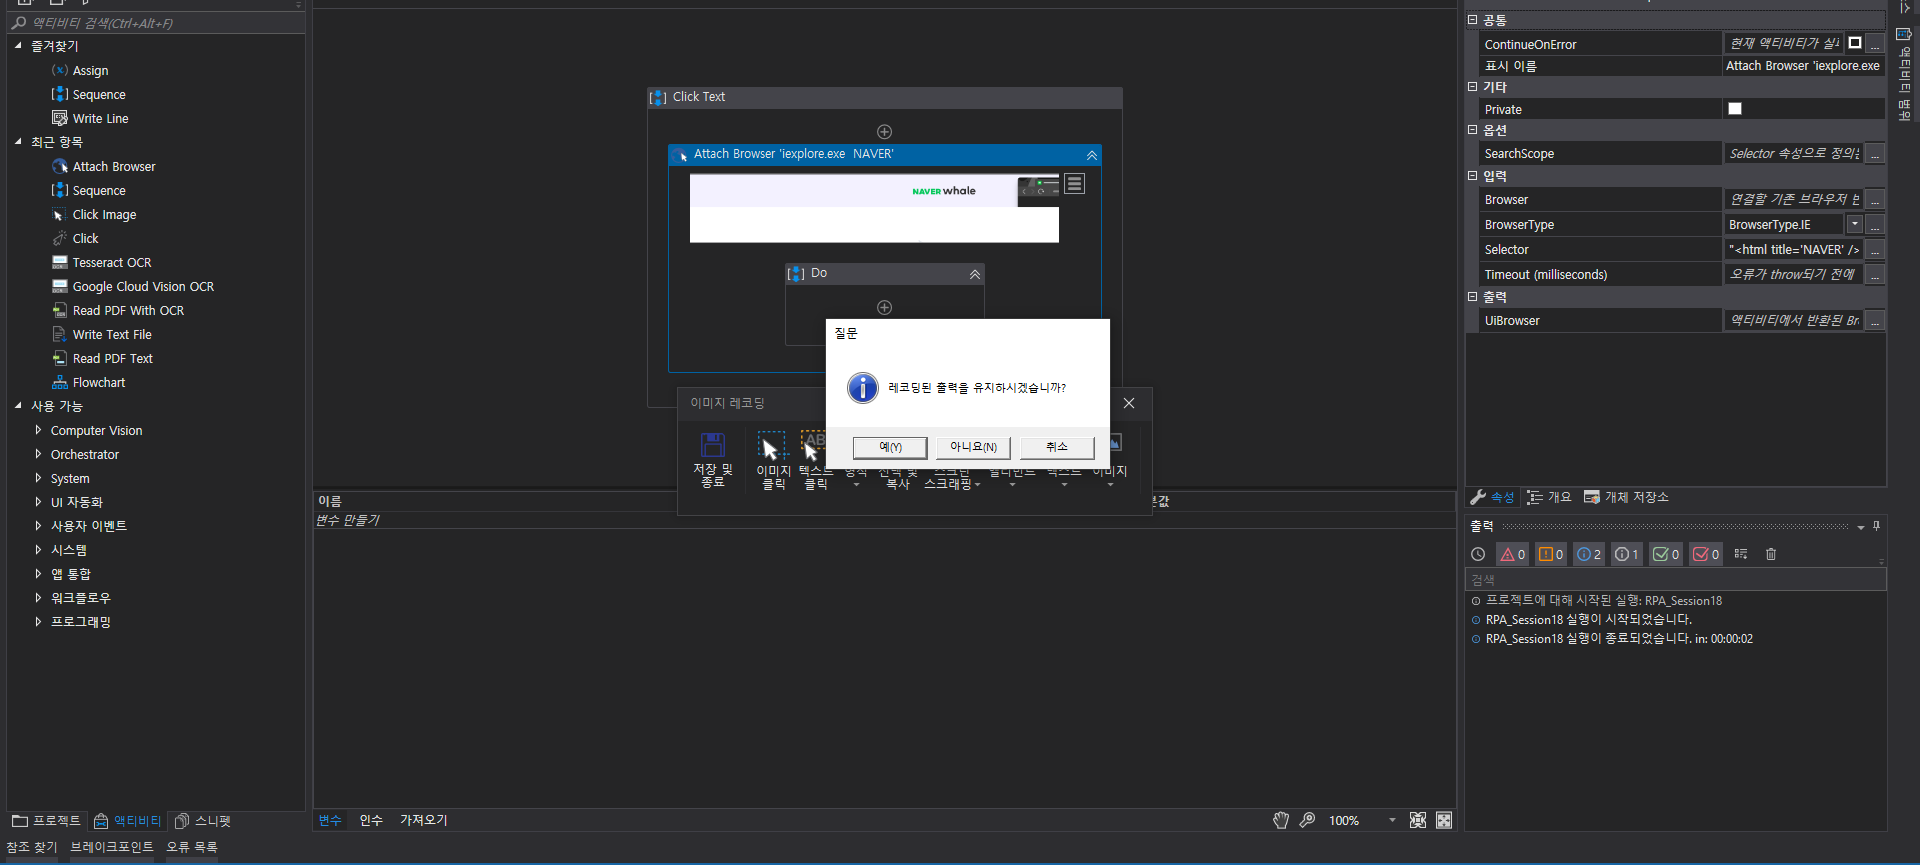 액티비티 검색(Ctrl+Alt+F)
즐겨찾기
Assign
Sequence
Write Line
최근 항목
Attach Browser
Sequence
Click Image
Click
Tesseract OCR
Google Cloud Vision OCR
Read PDF With OCR
Write Text File
Read PDF Text
Flowchart
사용 가능
Computer Vision
Orchestrator
System
UI 자동화
사용자 이벤트
시스템
앱 통합
워크플로우
프로그래밍
프로젝트 액티비티 스니펫
참조 찾기 브레이크포인트 오류 목록
Click Text
Attach Browser 'iexplore.exe NAVER'
NAVER whale
Do
질문
레코딩된 출력을 유지하시겠습니까?
예(Y) 아니요(N) 취소
이미지 레코딩
저장 및 종료
이미지 클릭
텍스트 클릭
선택 및 복사
스크린 스크래핑
엘리먼트
텍스트
이미지
이름
변수 만들기
변수 인수 가져오기
100%
공통
ContinueOnError 현재 액티비티가 실패 ...
표시 이름 Attach Browser 'iexplore.exe
기타
Private
옵션
SearchScope Selector 속성으로 정의된 ...
입력
Browser 연결할 기존 브라우저 변 ...
BrowserType BrowserType.IE ...
Selector "<html title='NAVER' /> ...
Timeout (milliseconds) 오류가 throw되기 전에 ...
출력
UiBrowser 액티비티에서 반환된 Br ...
속성 개요 개체 저장소
출력
0 0 2 1 0 0
검색
프로젝트에 대해 시작된 실행: RPA_Session18
RPA_Session18 실행이 시작되었습니다.
RPA_Session18 실행이 종료되었습니다. in: 00:00:02
액티비티 범위